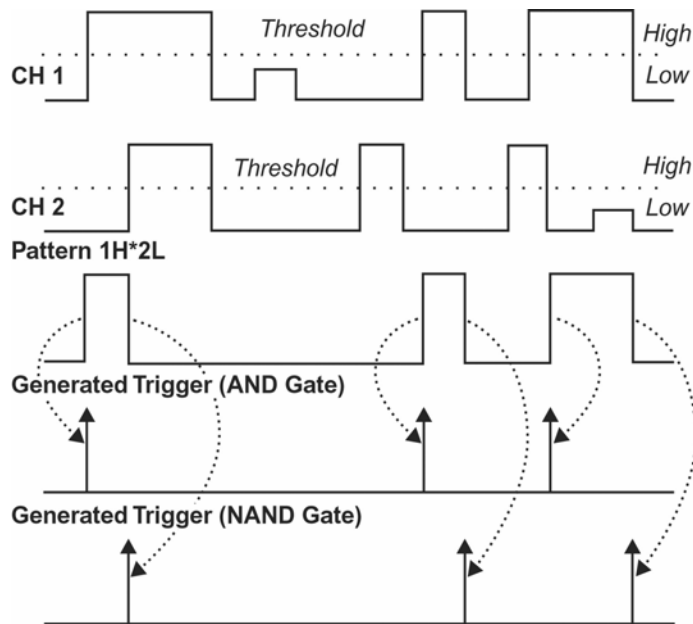 Threshold
High
CH 1
Low
Threshold
High
CH 2
Low
Pattern 1H*2L
Generated Trigger (AND Gate)
Generated Trigger (NAND Gate)